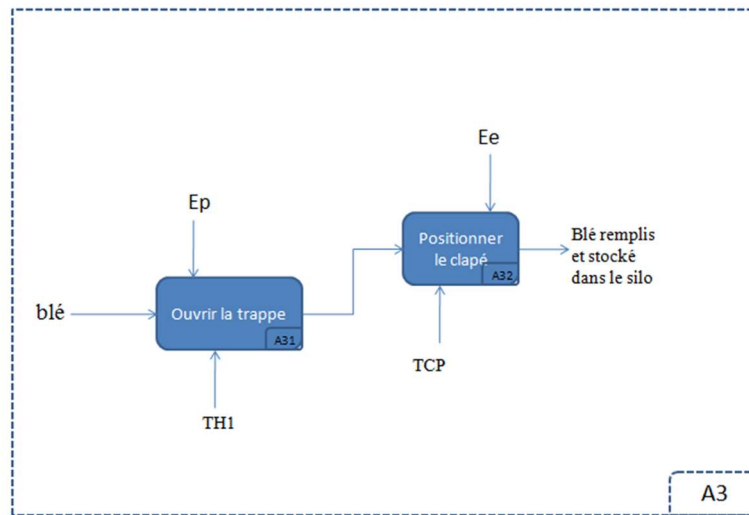 Ee
Ep
Positionner
le clapé
A32
Blé remplis
et stocké
dans le silo
blé
Ouvrir la trappe
A31
TCP
TH1
A3